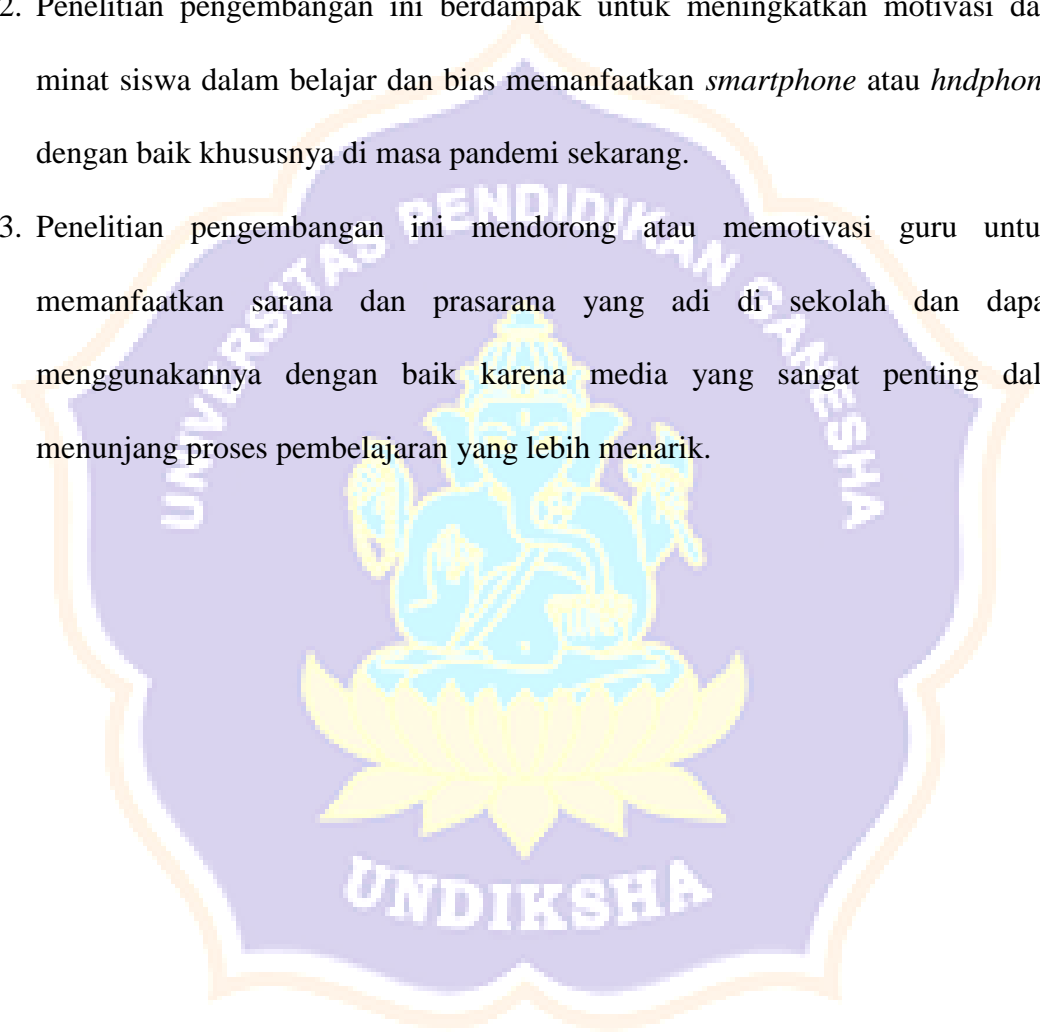 2. Penelitian pengembangan ini berdampak untuk meningkatkan motivasi da
minat siswa dalam belajar dan bias memanfaatkan smartphone atau hndphon
dengan baik khususnya di masa pandemi sekarang.
3. Penelitian pengembangan ini mendorong atau memotivasi guru untu
memanfaatkan sarana dan prasarana yang adi di sekolah dan dapa
menggunakannya dengan baik karena media yang sangat penting dal
menunjang proses pembelajaran yang lebih menarik.
UNIVERSITAS PENDIDIKAN GANESHA
UNDIKSHA